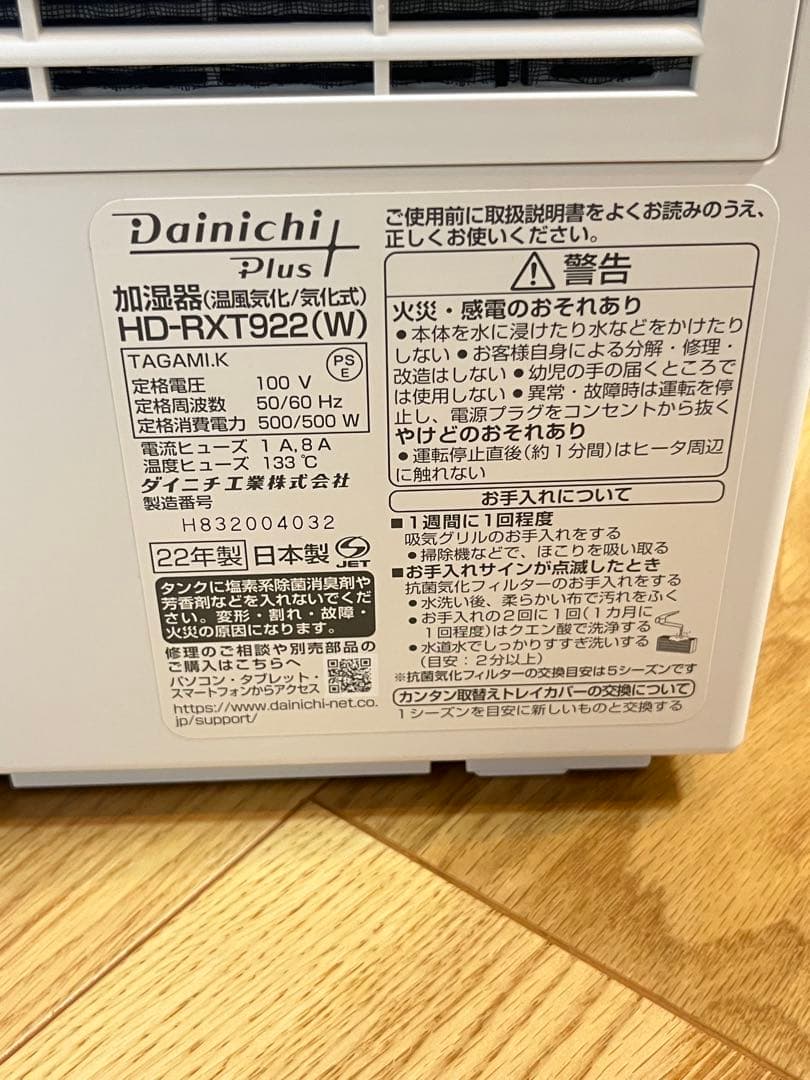 Dainichi
Plus
加湿器(温風気化/気化式)
HD-RXT922(W)
TAGAMI.K
PS
E
定格電圧 100 V
定格周波数 50/60 Hz
定格消費電力 500/500 W
電流ヒューズ 1 A,8 A
温度ヒューズ 133℃
ダイニチ工業株式会社
製造番号
H832004032
22年製 日本製 JET
タンクに塩素系除菌消臭剤や
芳香剤などを入れないでくだ
さい。変形・割れ・故障・
火災の原因になります。
修理のご相談や別売部品の
ご購入はこちらへ
パソコン・タブレット・
スマートフォンからアクセス
https://www.dainichi-net.co.
jp/support/
ご使用前に取扱説明書をよくお読みのうえ、
正しくお使いください。
警告
火災・感電のおそれあり
●本体を水に浸けたり水などをかけたり
しない ●お客様自身による分解・修理・
改造はしない ●幼児の手の届くところで
は使用しない ●異常・故障時は運転を停
止し、電源プラグをコンセントから抜く
やけどのおそれあり
●運転停止直後(約1分間)はヒータ周辺
に触れない
お手入れについて
■1週間に1回程度
吸気グリルのお手入れをする
●掃除機などで、ほこりを吸い取る
■お手入れサインが点滅したとき
抗菌気化フィルターのお手入れをする
●水洗い後、柔らかい布で汚れをふく
●お手入れの2回に1回(1カ月に
1回程度)はクエン酸で洗浄する
●水道水でしっかりすすぎ洗いする
(目安:2分以上)
※抗菌気化フィルターの交換目安は5シーズンです
カンタン取替えトレイカバーの交換について
1シーズンを目安に新しいものと交換する